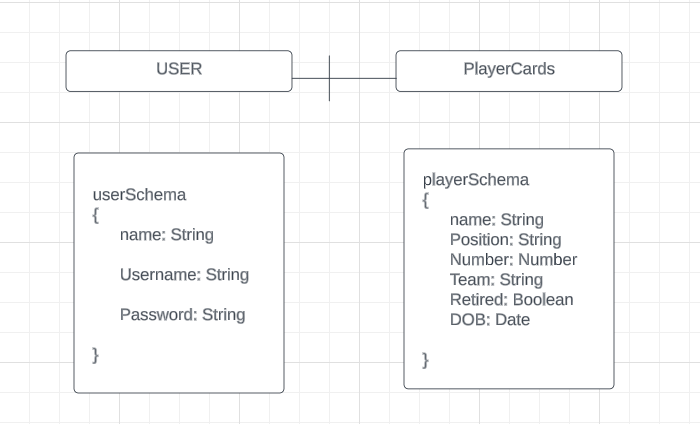 USER
PlayerCards
userSchema
{
name: String
Username: String
Password: String
}
playerSchema
{
name: String
Position: String
Number: Number
Team: String
Retired: Boolean
DOB: Date
}